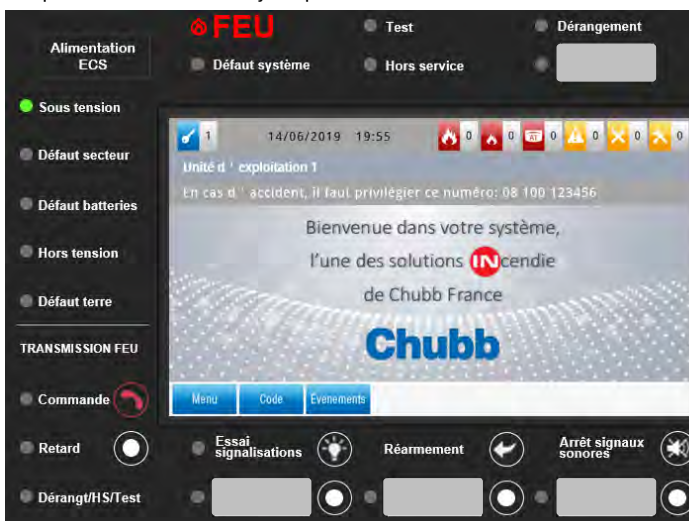 Alimentation
ECS
FEU
Test
Dérangement
Défaut système
Hors service
Sous tension
Défaut secteur
Défaut batteries
Hors tension
Défaut terre
TRANSMISSION FEU
Commande
Retard
Dérangt/HS/Test
1
14/06/2019 19:55
0
0
AT
0
0
0
0
Unité d ' exploitation 1
En cas d ' accident, il faut privilégier ce numéro: 08 100 123456
Bienvenue dans votre système,
l'une des solutions INcendie
de Chubb France
Chubb
Menu
Code
Evenements
Essai
signalisations
Réarmement
Arrêt signaux
sonores